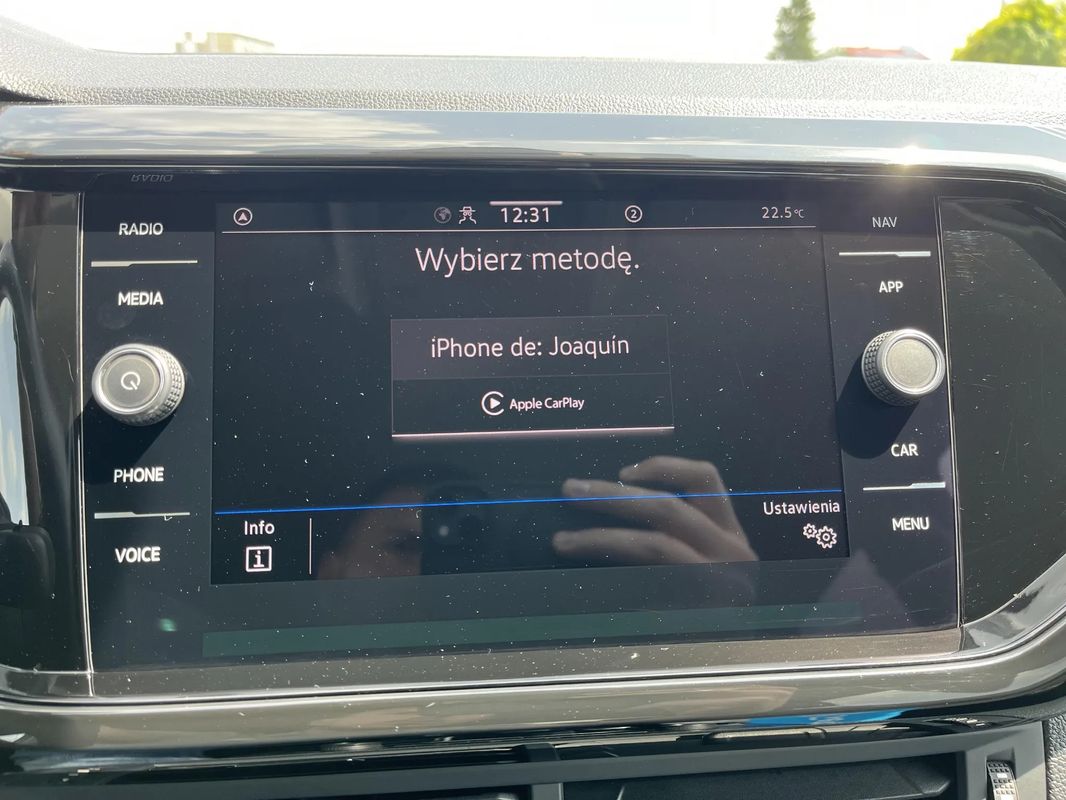 RADIO
RADIO
MEDIA
PHONE
VOICE
12:31
2
22.5°C
Wybierz metodę.
iPhone de: Joaquín
Apple CarPlay
Info
i
Ustawienia
NAV
APP
CAR
MENU